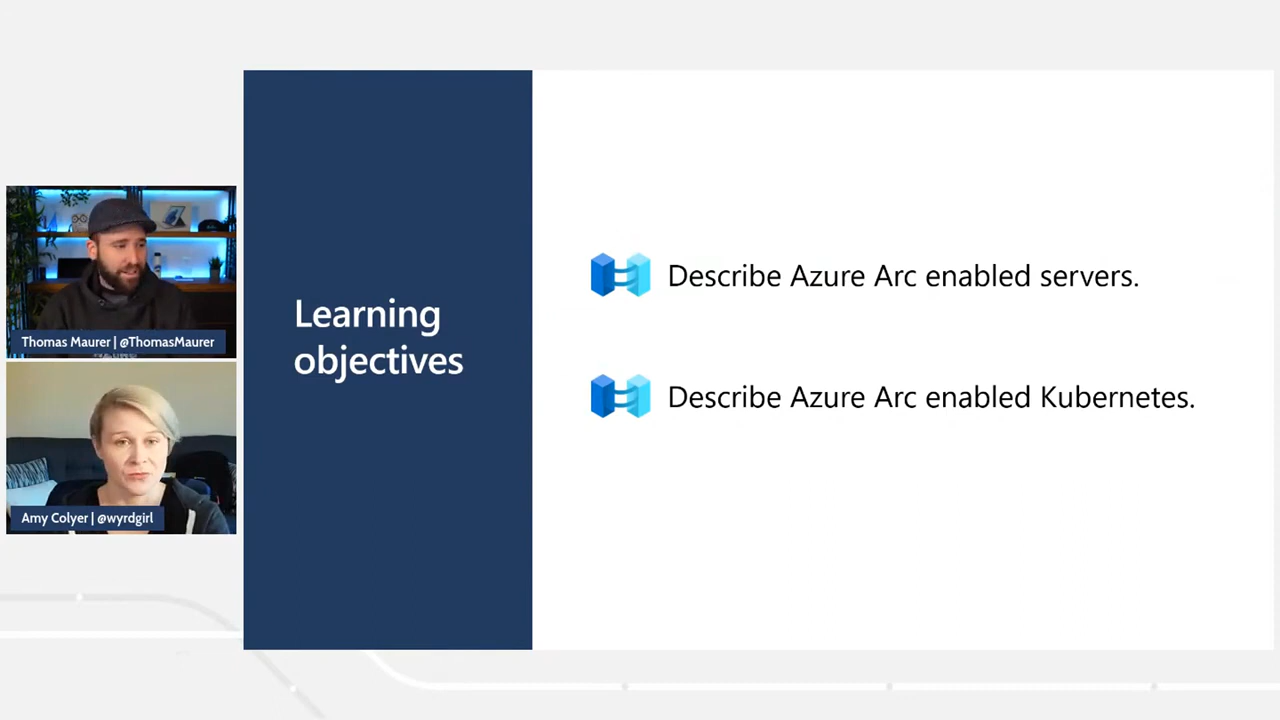 Learning
objectives
Describe Azure Arc enabled servers.
Describe Azure Arc enabled Kubernetes.
Thomas Maurer | @ThomasMaurer
Amy Colyer | @wyrdgirl